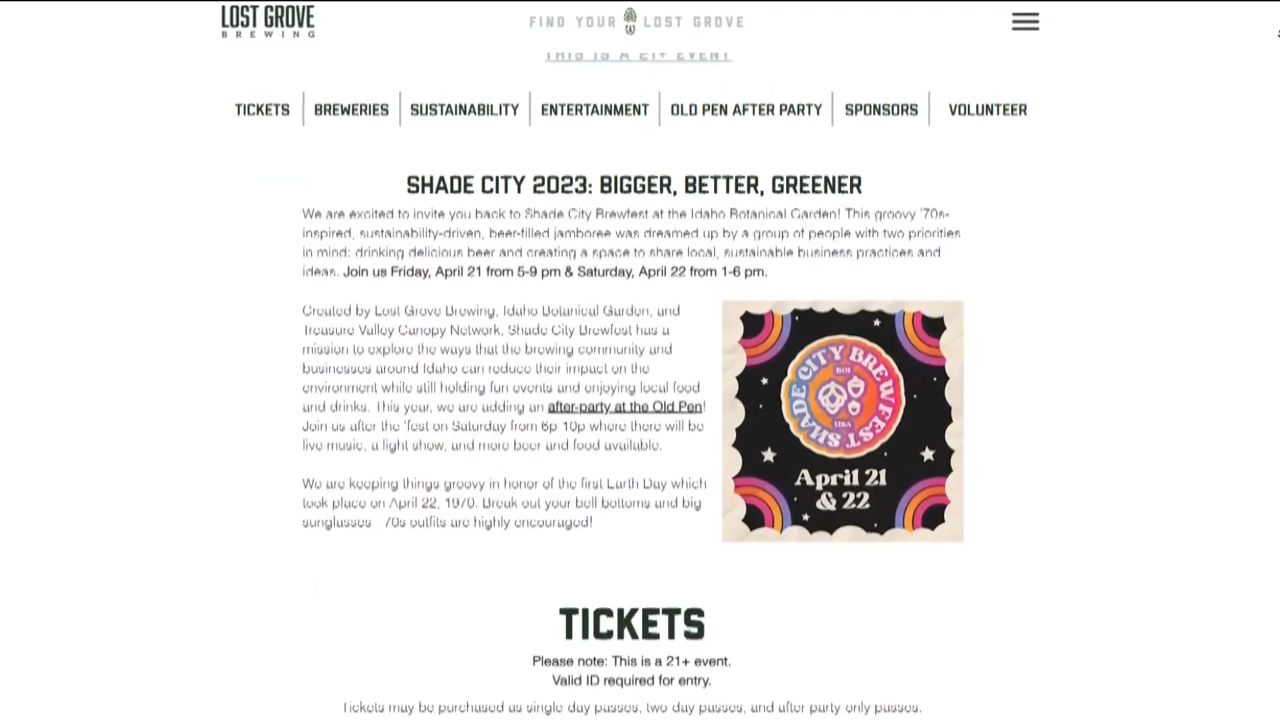 LOST GROVE
BREWING
FIND YOUR LOST GROVE
THIS IS A 21+ EVENT
TICKETS
BREWERIES
SUSTAINABILITY
ENTERTAINMENT
OLD PEN AFTER PARTY
SPONSORS
VOLUNTEER
SHADE CITY 2023: BIGGER, BETTER, GREENER
We are excited to invite you back to Shade City Brewfest at the Idaho Botanical Garden! This groovy '70s-
inspired, sustainability-driven, beer-filled jamboree was dreamed up by a group of people with two priorities
in mind: drinking delicious beer and creating a space to share local, sustainable business practices and
ideas. Join us Friday, April 21 from 5-9 pm & Saturday, April 22 from 1-6 pm.
Created by Lost Grove Brewing, Idaho Botanical Garden, and
Treasure Valley Canopy Network, Shade City Brewfest has a
mission to explore the ways that the brewing community and
businesses around Idaho can reduce their impact on the
environment while still holding fun events and enjoying local food
and drinks. This year, we are adding an after-party at the Old Pen!
Join us after the 'fest on Saturday from 6p-10p where there will be
live music, a light show, and more beer and food available.
We are keeping things groovy in honor of the first Earth Day which
took place on April 22, 1970. Break out your bell bottoms and big
sunglasses - 70s outfits are highly encouraged!
SHADE CITY BREWFEST
BOI
USA
April 21
& 22
TICKETS
Please note: This is a 21+ event.
Valid ID required for entry.
Tickets may be purchased as single day passes, two day passes, and after party only passes.